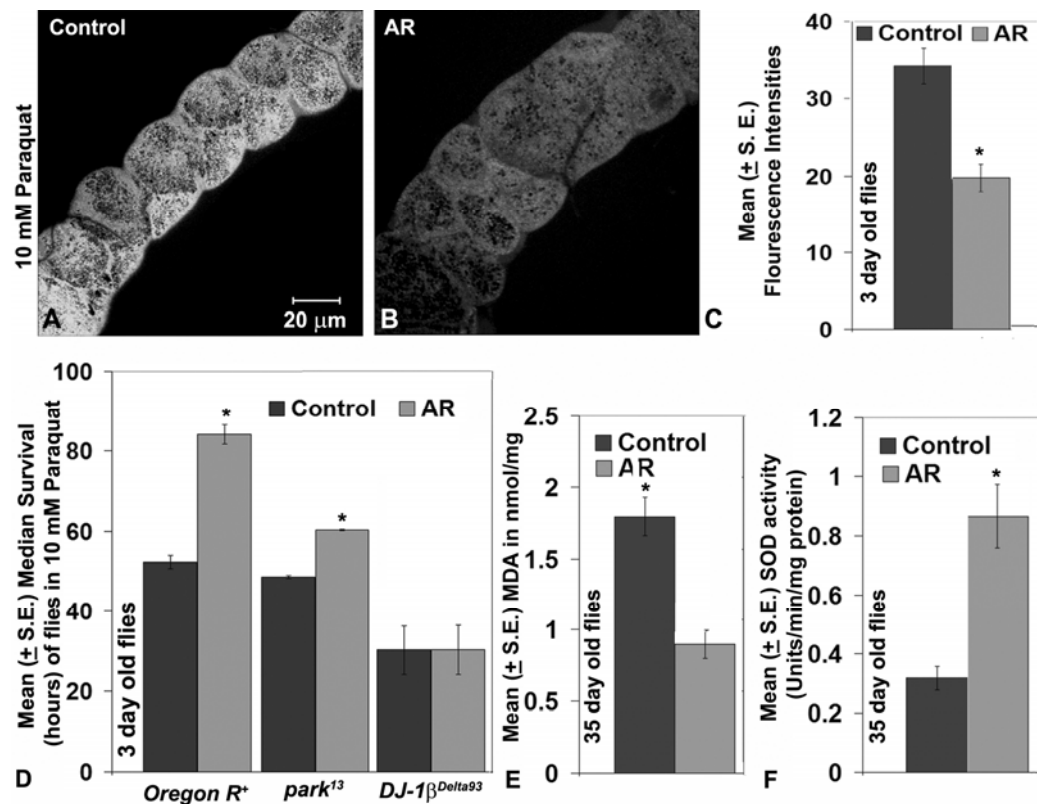 Control
AR
10 mM Paraquat
20 μm
A
B
Mean (± S. E.)
Flourescence Intensities
40
30
20
10
0
Control
AR
*
3 day old flies
C
Mean (± S.E.) Median Survival
(hours) of flies in 10 mM Paraquat
100
80
60
40
20
0
Control
AR
*
*
3 day old flies
Oregon R⁺
park¹³
DJ-1β^Delta93
D
Mean (± S.E.) MDA in nmol/mg
2.5
2
1.5
1
0.5
0
Control
AR
*
35 day old flies
E
Mean (± S.E.) SOD activity
(Units/min/mg protein)
1.2
1
0.8
0.6
0.4
0.2
0
Control
AR
*
35 day old flies
F